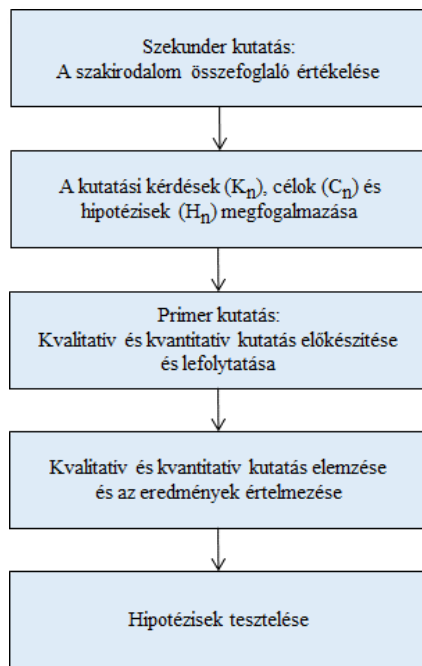 Szekunder kutatás:
A szakirodalom összefoglaló értékelése
A kutatási kérdések (Kn), célok (Cn) és
hipotézisek (Hn) megfogalmazása
Primer kutatás:
Kvalitatív és kvantitatív kutatás előkészítése
és lefolytatása
Kvalitatív és kvantitatív kutatás elemzése
és az eredmények értelmezése
Hipotézisek tesztelése